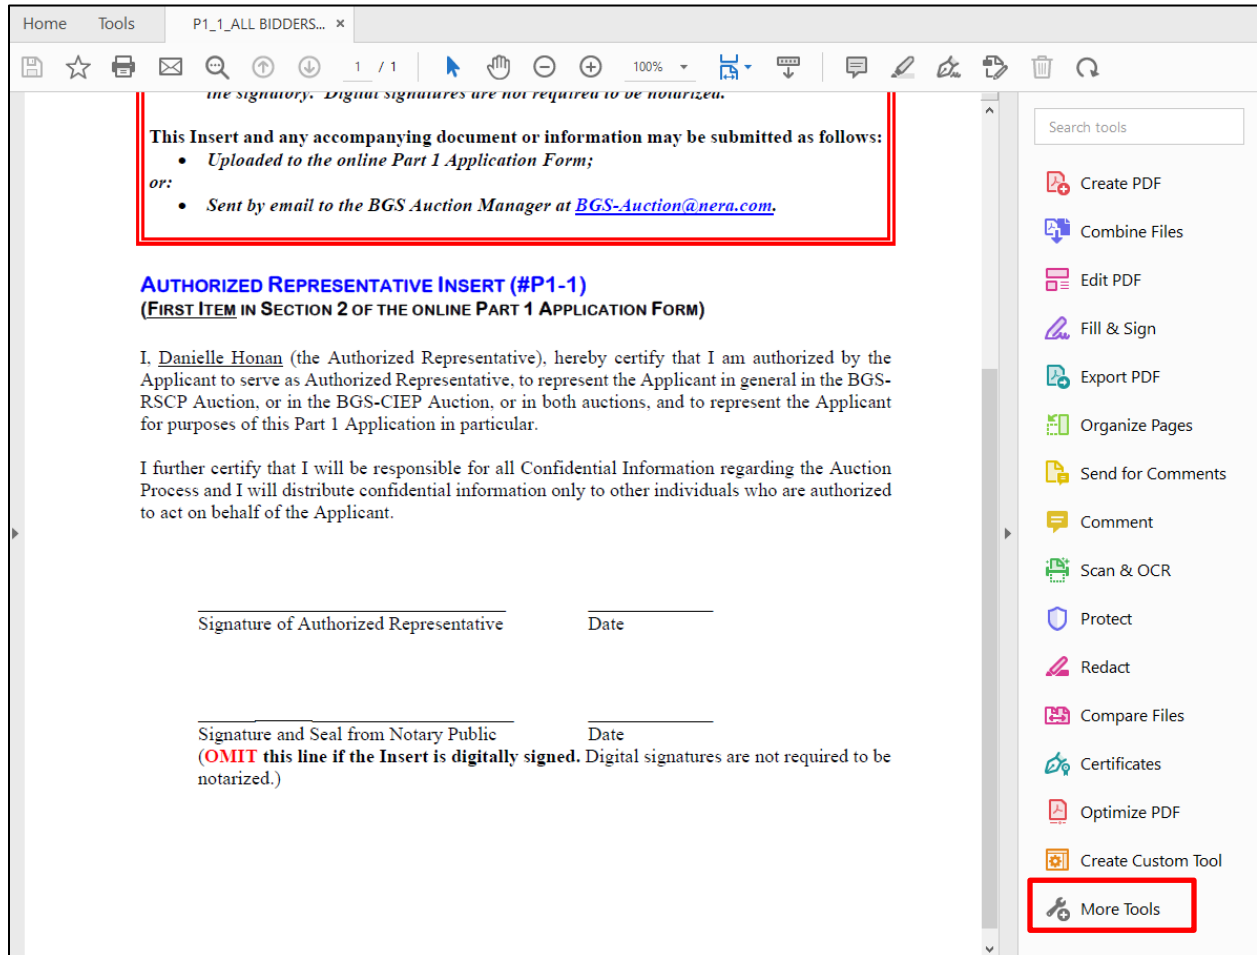 Home Tools P1_1_ALL BIDDERS... ×
1 / 1 100%
the signatory. Digital signatures are not required to be notarized.
This Insert and any accompanying document or information may be submitted as follows:
• Uploaded to the online Part 1 Application Form;
or:
• Sent by email to the BGS Auction Manager at BGS-Auction@nera.com.
AUTHORIZED REPRESENTATIVE INSERT (#P1-1)
(FIRST ITEM IN SECTION 2 OF THE ONLINE PART 1 APPLICATION FORM)
I, Danielle Honan (the Authorized Representative), hereby certify that I am authorized by the
Applicant to serve as Authorized Representative, to represent the Applicant in general in the BGS-
RSCP Auction, or in the BGS-CIEP Auction, or in both auctions, and to represent the Applicant
for purposes of this Part 1 Application in particular.
I further certify that I will be responsible for all Confidential Information regarding the Auction
Process and I will distribute confidential information only to other individuals who are authorized
to act on behalf of the Applicant.
Signature of Authorized Representative Date
Signature and Seal from Notary Public Date
(OMIT this line if the Insert is digitally signed. Digital signatures are not required to be
notarized.)
Search tools
Create PDF
Combine Files
Edit PDF
Fill & Sign
Export PDF
Organize Pages
Send for Comments
Comment
Scan & OCR
Protect
Redact
Compare Files
Certificates
Optimize PDF
Create Custom Tool
More Tools